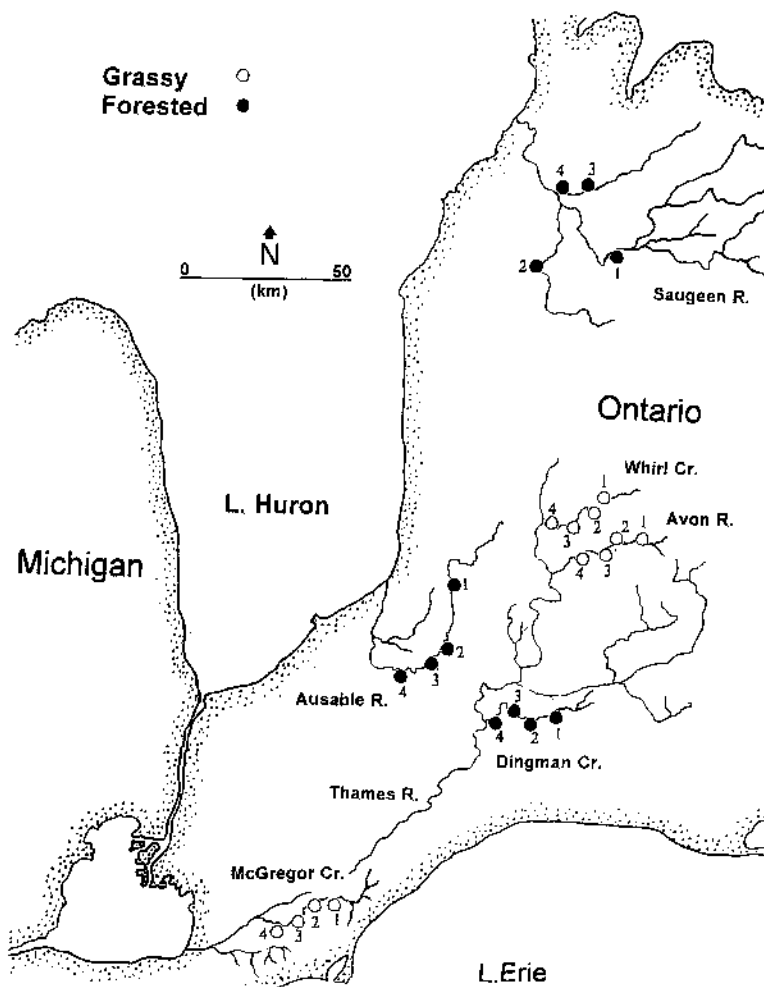 Grassy
Forested
N
0 50
(km)
4 3
2 1
Saugeen R.
Ontario
Whirl Cr.
1
4 3 2
Avon R.
2 1
4 3
L. Huron
Michigan
1
2
3
4
Ausable R.
3
4 2 1
Dingman Cr.
Thames R.
McGregor Cr.
4 3 2 1
L.Erie